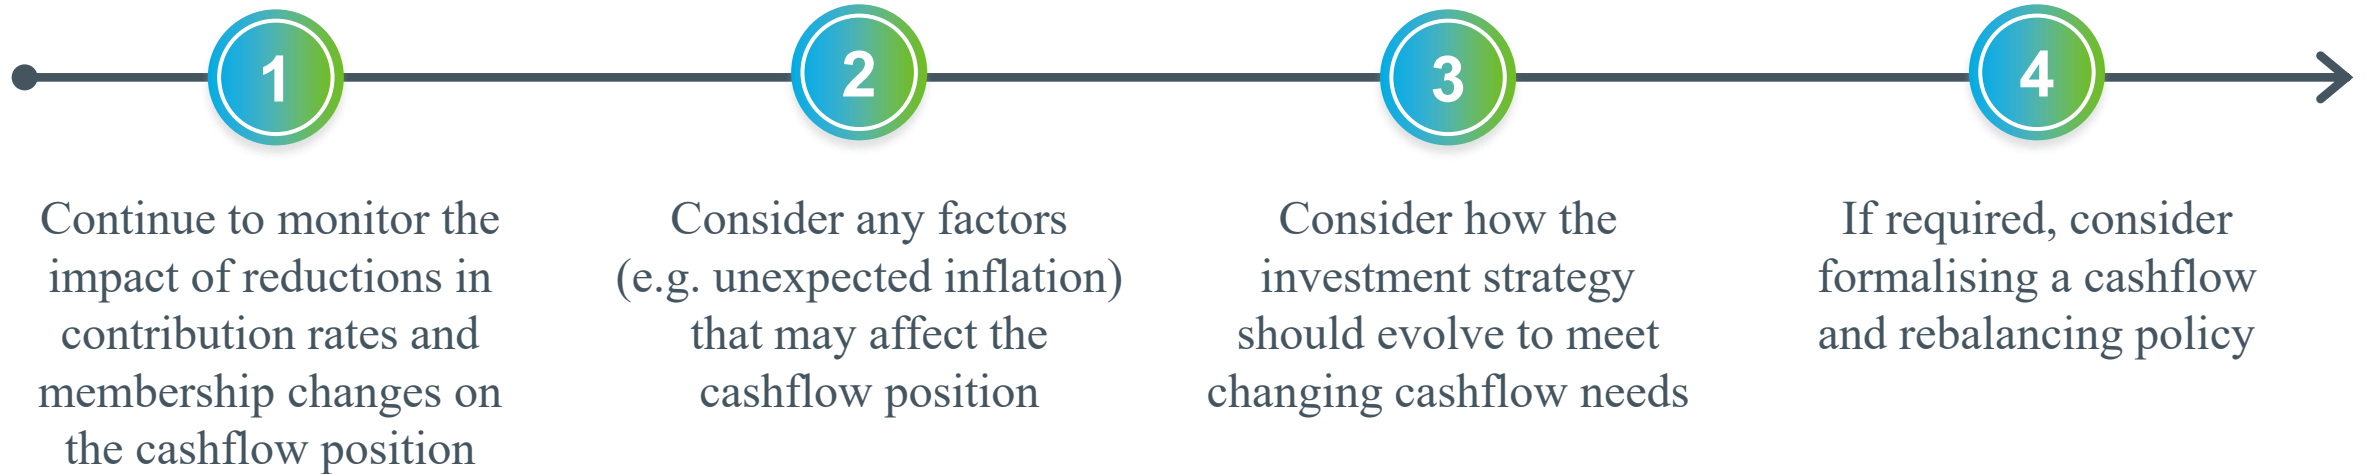 1
Continue to monitor the
impact of reductions in
contribution rates and
membership changes on
the cashflow position
2
Consider any factors
(e.g. unexpected inflation)
that may affect the
cashflow position
3
Consider how the
investment strategy
should evolve to meet
changing cashflow needs
4
If required, consider
formalising a cashflow
and rebalancing policy